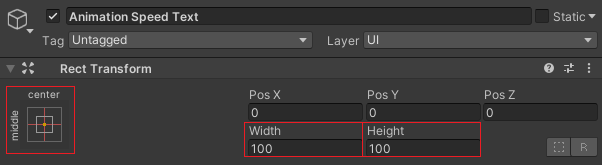 Animation Speed Text
Static
Tag Untagged Layer UI
Rect Transform
center
middle
Pos X Pos Y Pos Z
0 0 0
Width Height
100 100
R